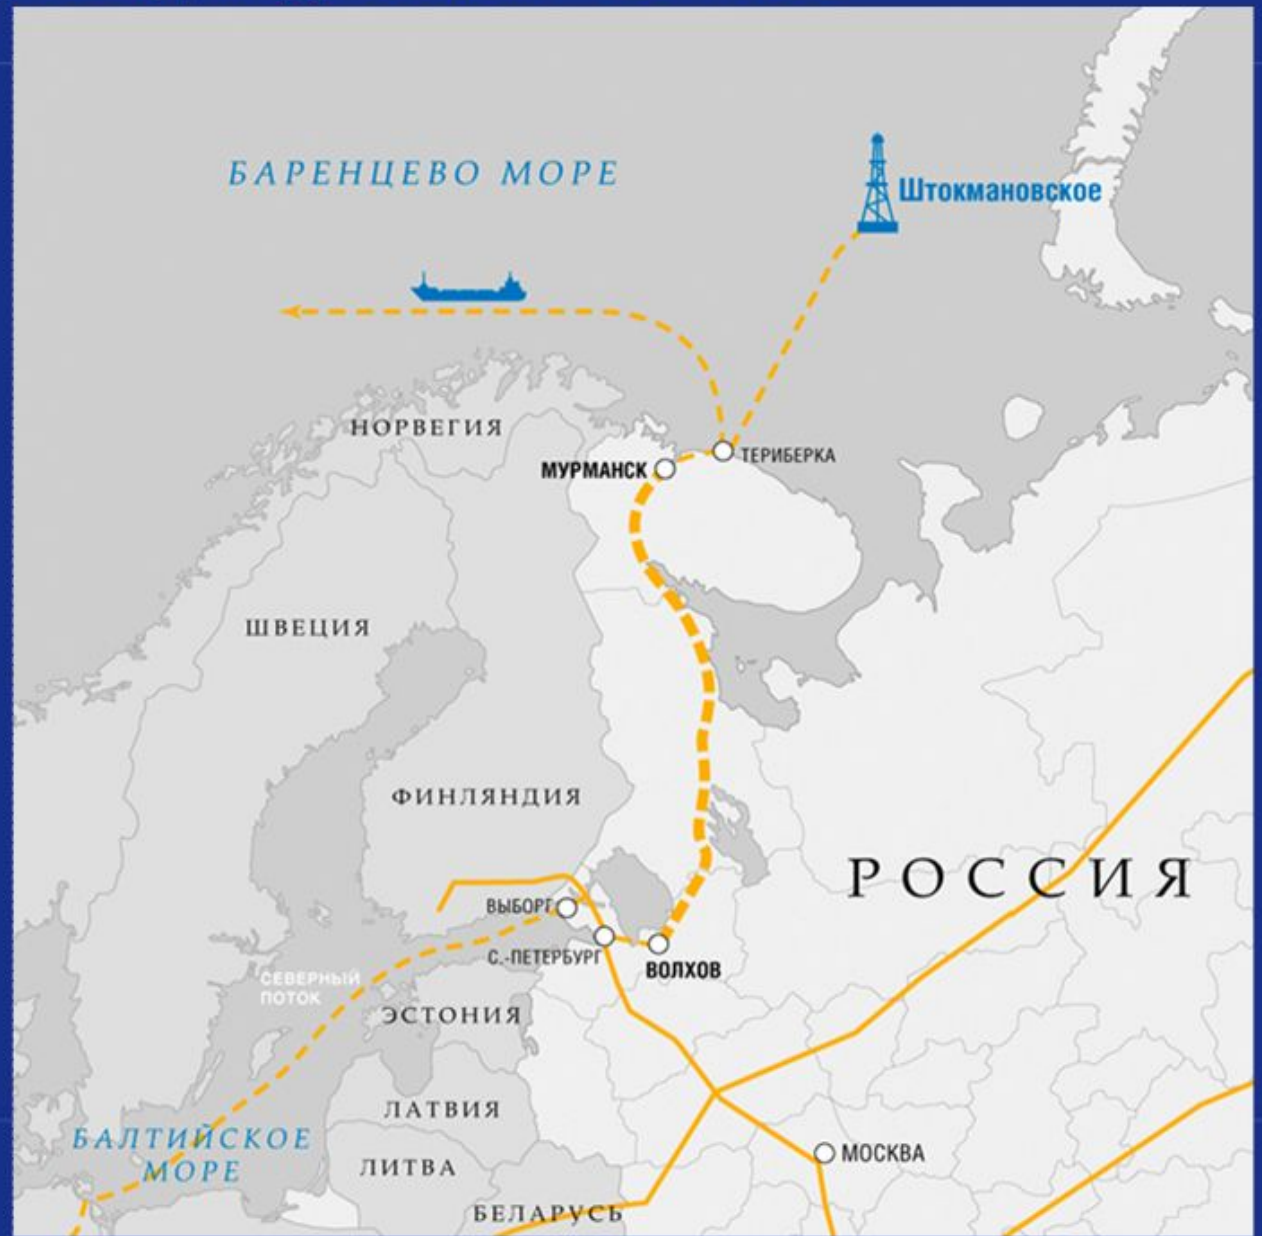 БАРЕНЦЕВО МОРЕ
Штокмановское
НОРВЕГИЯ
ТЕРИБЕРКА
МУРМАНСК
ШВЕЦИЯ
ФИНЛЯНДИЯ
РОССИЯ
ВЫБОРГ
С.-ПЕТЕРБУРГ
ВОЛХОВ
СЕВЕРНЫЙ
ПОТОК
ЭСТОНИЯ
ЛАТВИЯ
БАЛТИЙСКОЕ
МОРЕ
МОСКВА
ЛИТВА
БЕЛАРУСЬ